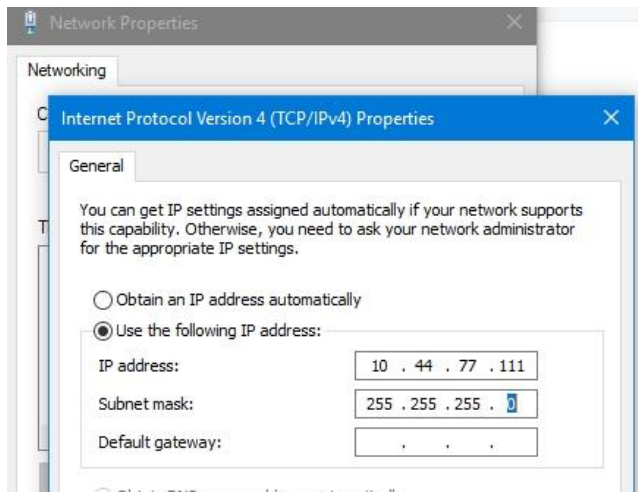 Network Properties
Networking
C
Internet Protocol Version 4 (TCP/IPv4) Properties
General
You can get IP settings assigned automatically if your network supports
this capability. Otherwise, you need to ask your network administrator
for the appropriate IP settings.
T
Obtain an IP address automatically
Use the following IP address:
IP address: 10 . 44 . 77 . 111
Subnet mask: 255 . 255 . 255 . 0
Default gateway: . . .